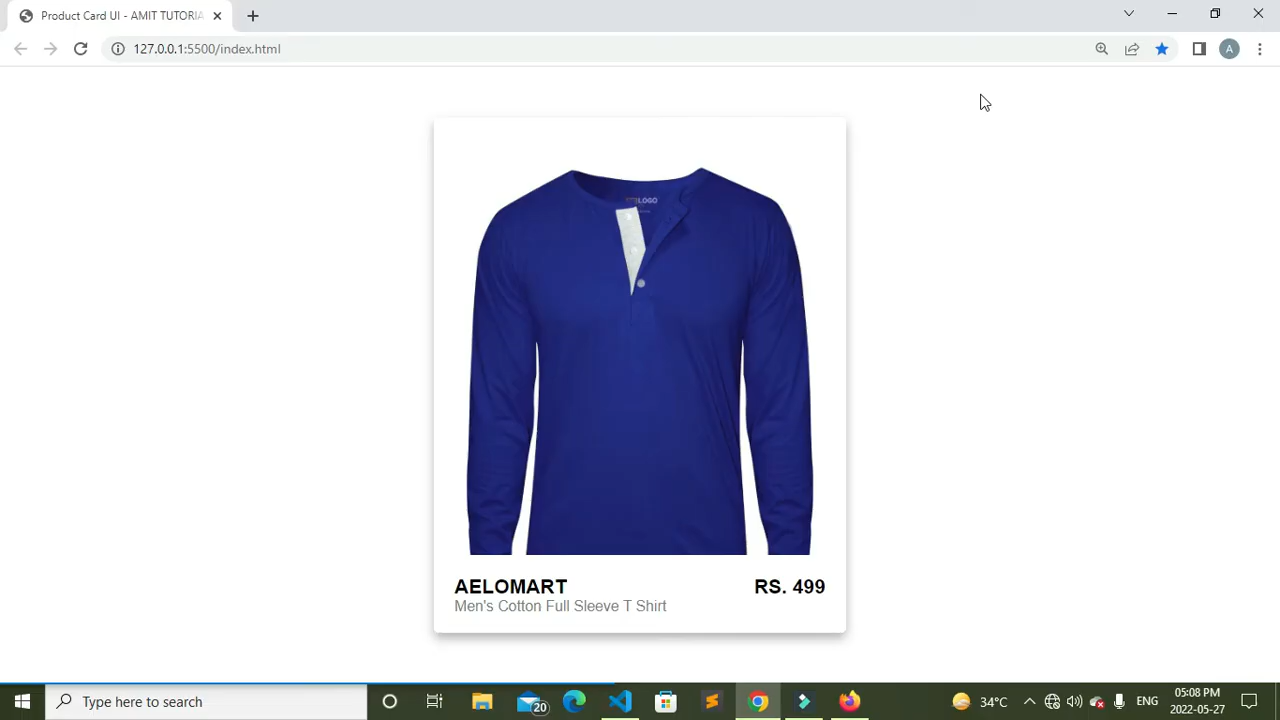 Product Card UI - AMIT TUTORIA
127.0.0.1:5500/index.html
A
LOGO
AELOMART
RS. 499
Men's Cotton Full Sleeve T Shirt
Type here to search
20
34°C
ENG
05:08 PM
2022-05-27